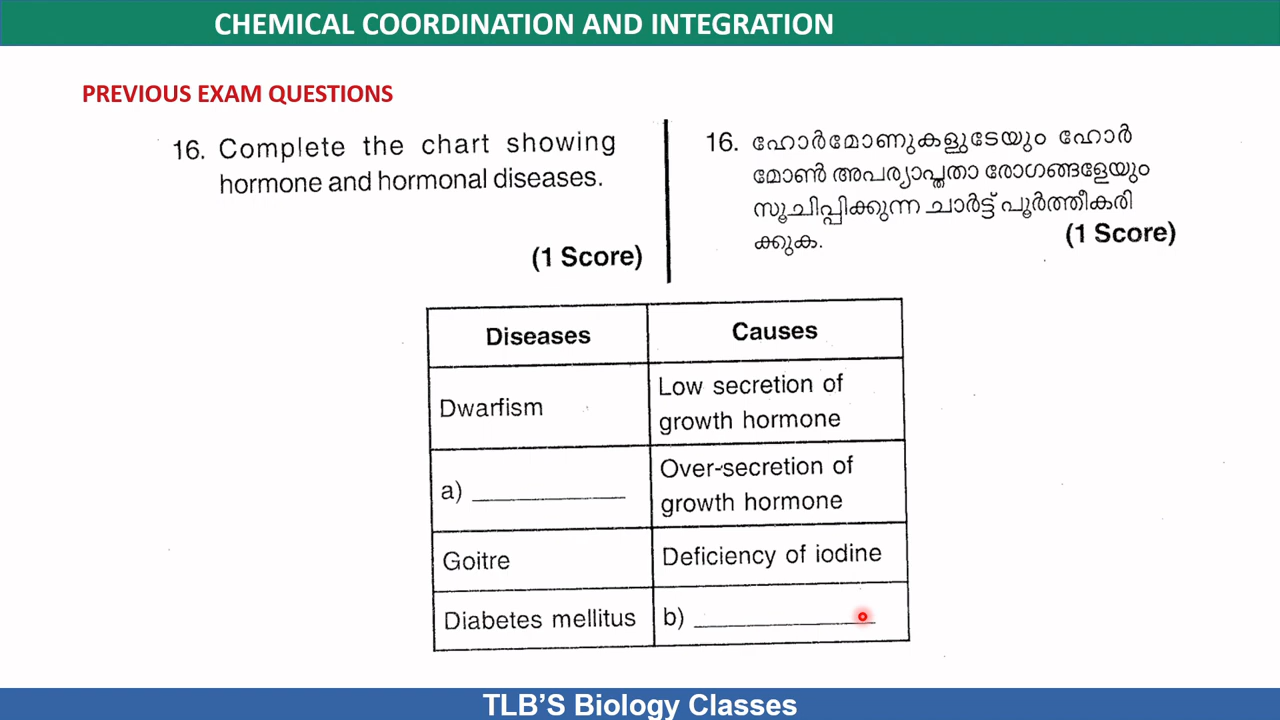 CHEMICAL COORDINATION AND INTEGRATION
PREVIOUS EXAM QUESTIONS
16. Complete the chart showing
hormone and hormonal diseases.
(1 Score)
16. ഹോർമോണുകളുടേയും ഹോർ
മോൺ അപര്യാപ്തതാ രോഗങ്ങളേയും
സൂചിപ്പിക്കുന്ന ചാർട്ട് പൂർത്തീകരി
ക്കുക.
(1 Score)
Diseases
Causes
Dwarfism
Low secretion of
growth hormone
a) ____________
Over-secretion of
growth hormone
Goitre
Deficiency of iodine
Diabetes mellitus
b) ______________
TLB'S Biology Classes